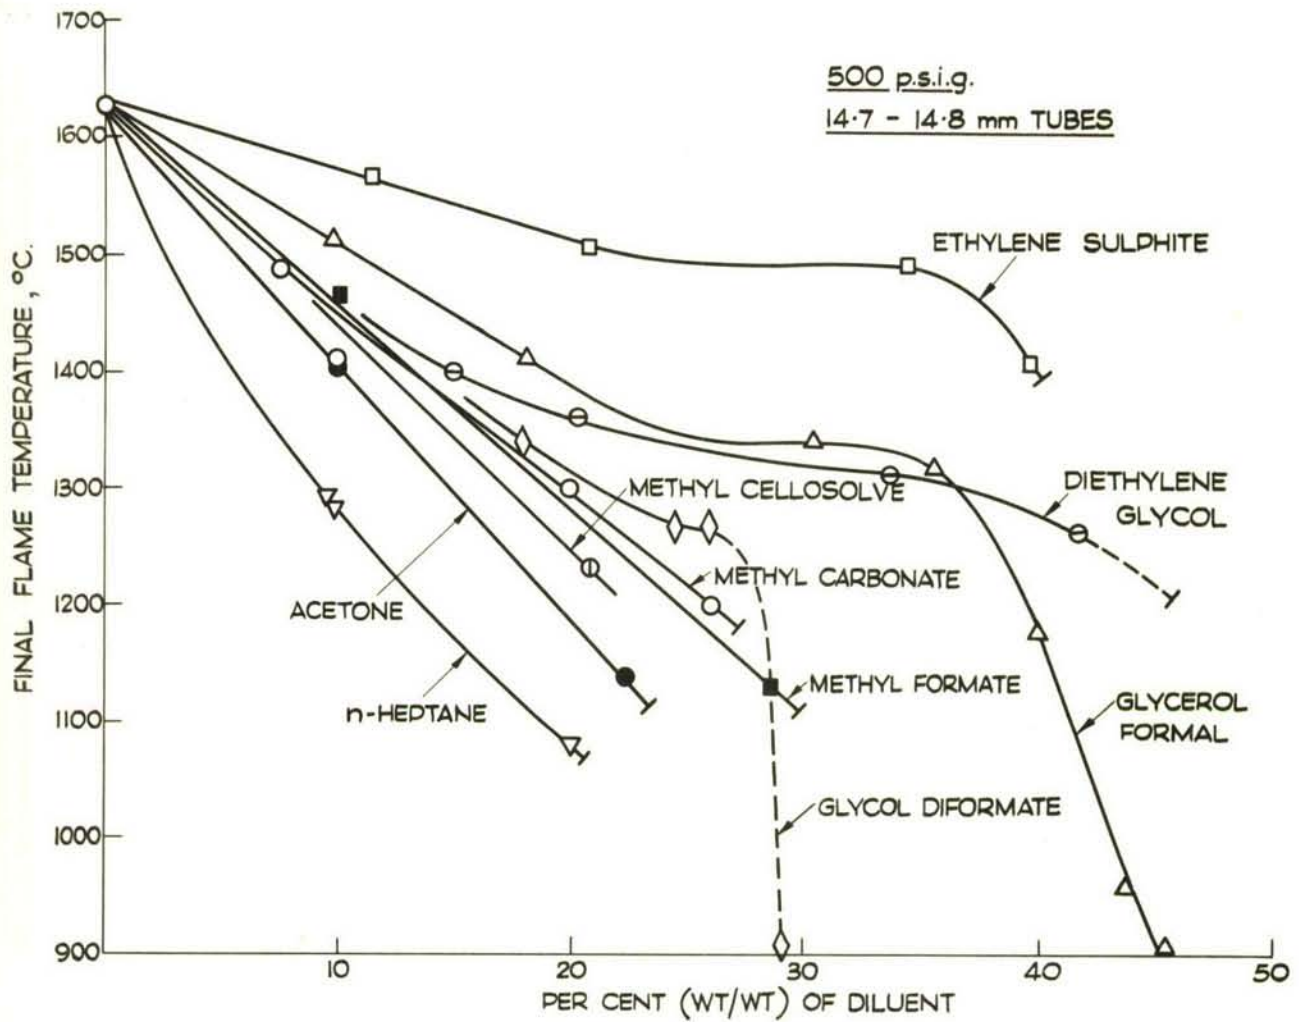 1700
1600
1500
1400
1300
1200
1100
1000
900
FINAL FLAME TEMPERATURE, °C.
500 p.s.i.g.
14·7 - 14·8 mm TUBES
ETHYLENE SULPHITE
METHYL CELLOSOLVE
DIETHYLENE
GLYCOL
METHYL CARBONATE
ACETONE
METHYL FORMATE
n-HEPTANE
GLYCEROL
FORMAL
GLYCOL DIFORMATE
10 20 30 40 50
PER CENT (WT/WT) OF DILUENT